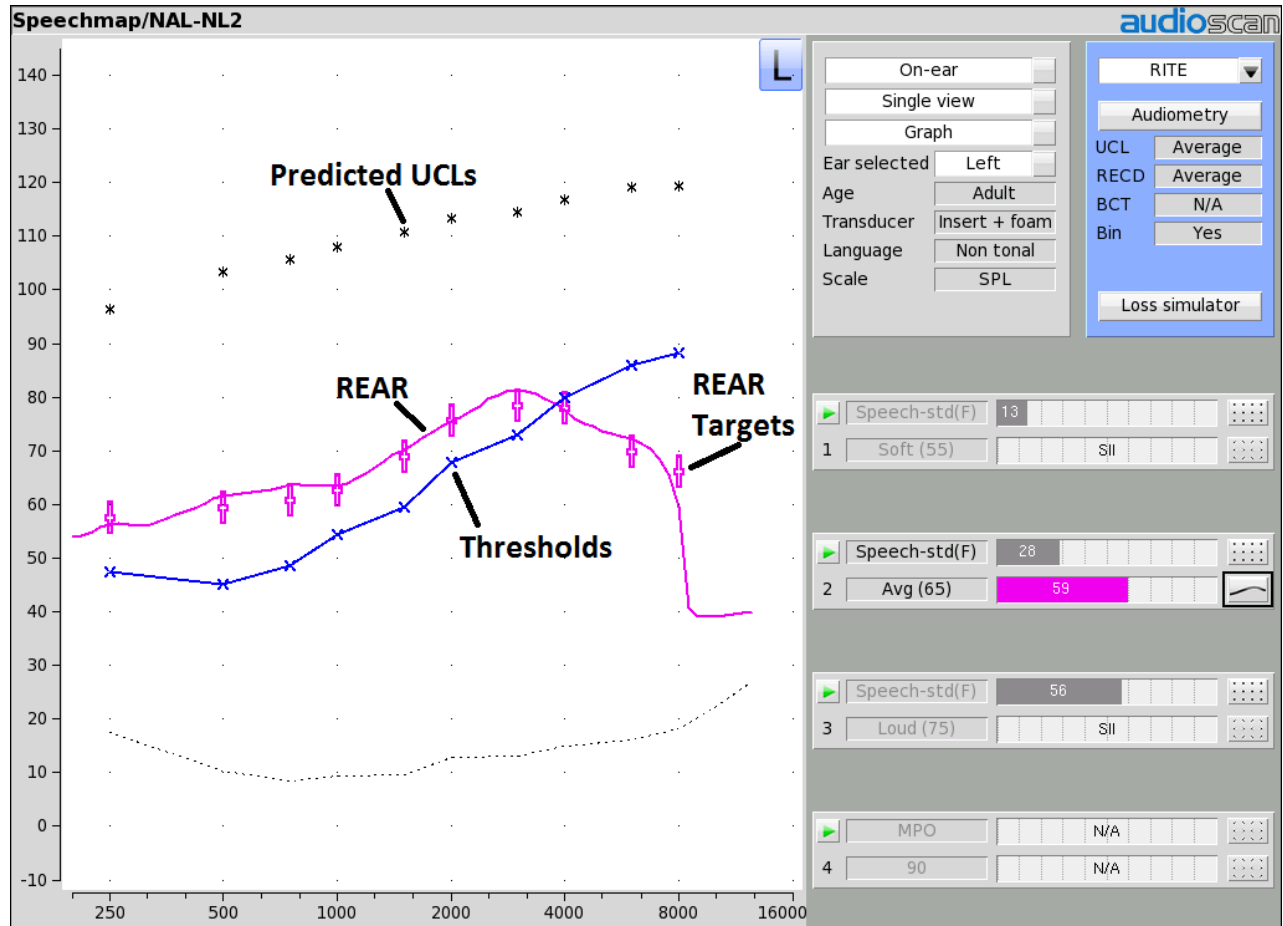 Speechmap/NAL-NL2
audioscan
L
140
130
120
110
100
90
80
70
60
50
40
30
20
10
0
-10
250 500 1000 2000 4000 8000 16000
Predicted UCLs
REAR
REAR
Targets
Thresholds
On-ear
Single view
Graph
Ear selected Left
Age Adult
Transducer Insert + foam
Language Non tonal
Scale SPL
RITE
Audiometry
UCL Average
RECD Average
BCT N/A
Bin Yes
Loss simulator
Speech-std(F) 13
1 Soft (55) SII
Speech-std(F) 28
2 Avg (65) 59
Speech-std(F) 56
3 Loud (75) SII
MPO N/A
4 90 N/A